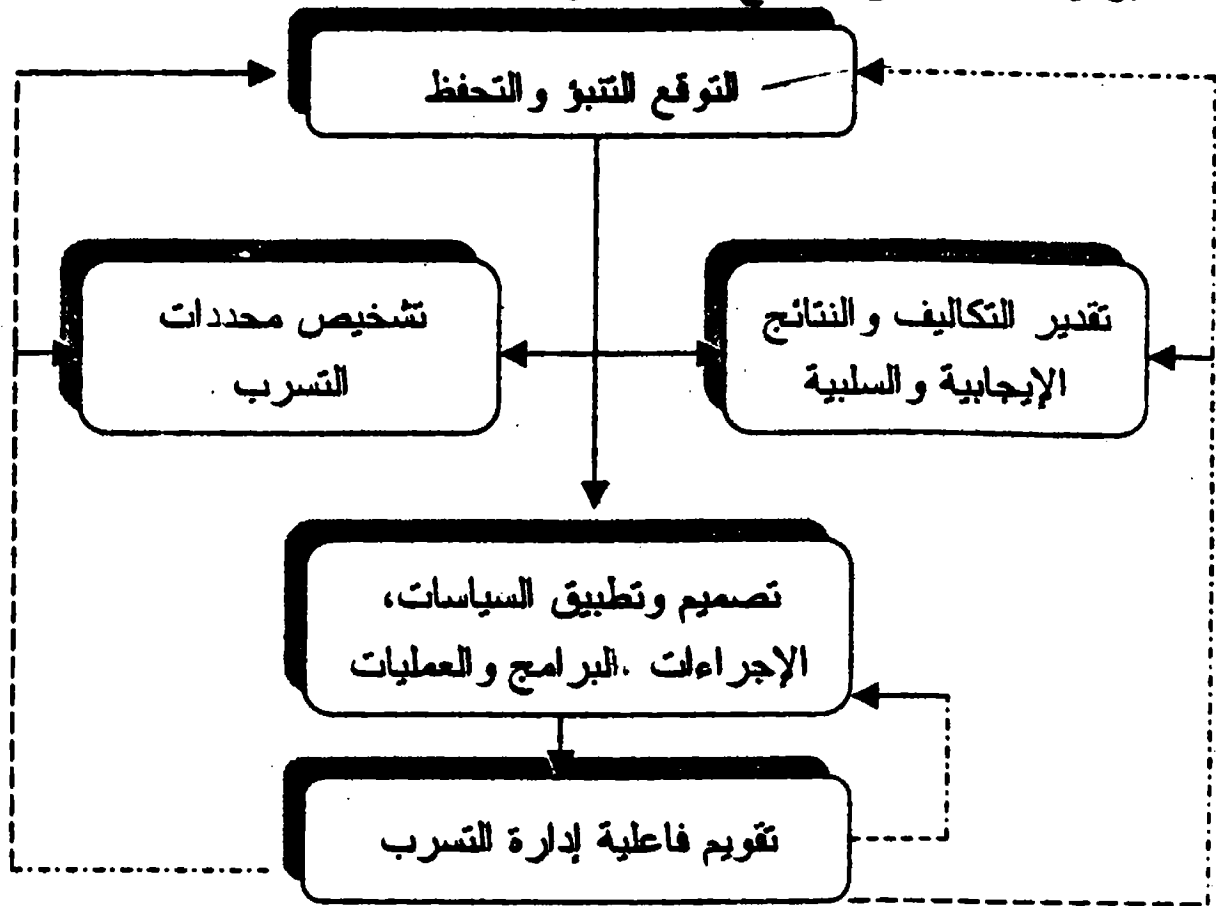 التوقع التنبؤ والتحفظ
تقدير التكاليف والنتائج
الإيجابية والسلبية
تشخيص محددات
التسرب
تصميم وتطبيق السياسات،
الإجراءات ،البرامج والعمليات
تقويم فاعلية إدارة التسرب